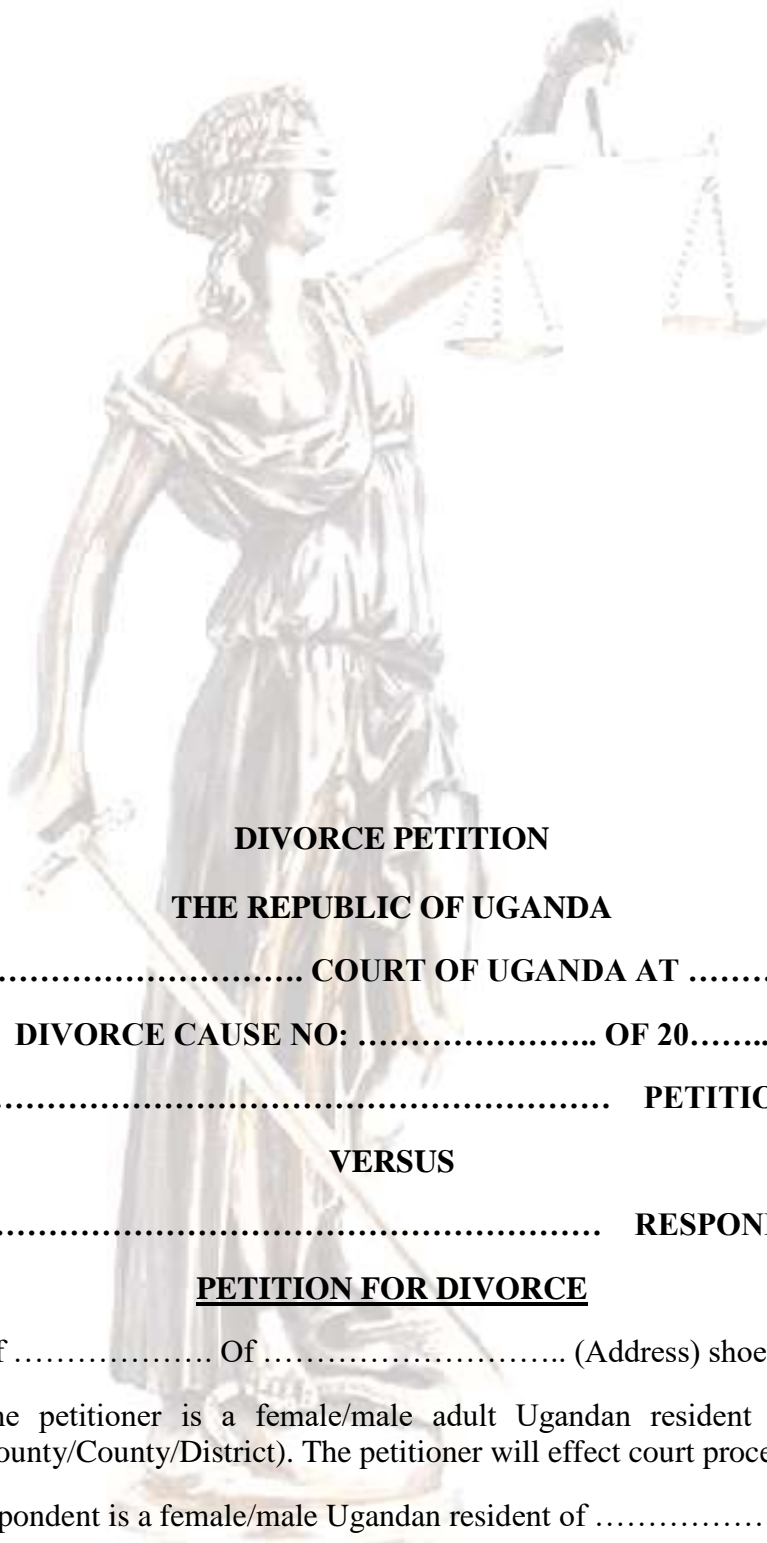 DIVORCE PETITION
THE REPUBLIC OF UGANDA
………………………. COURT OF UGANDA AT ………
DIVORCE CAUSE NO: ………………….. OF 20……..
………………………………………………… PETITIO
VERSUS
………………………………………………… RESPON
PETITION FOR DIVORCE
f ………………. Of ……………………….. (Address) shoe
ne petitioner is a female/male adult Ugandan resident
ounty/County/District). The petitioner will effect court proce
pondent is a female/male Ugandan resident of ……………